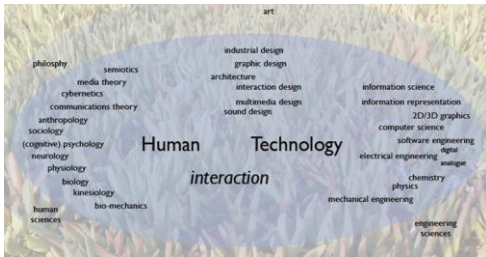 art
industrial design
graphic design
architecture
interaction design
multimedia design
sound design
philosphy
semiotics
media theory
cybernetics
communications theory
anthropology
sociology
(cognitive) psychology
neurology
physiology
biology
kinesiology
bio-mechanics
human
sciences
Human Technology
interaction
information science
information representation
2D/3D graphics
computer science
software engineering
digital
electrical engineering
analogue
chemistry
physics
mechanical engineering
engineering
sciences